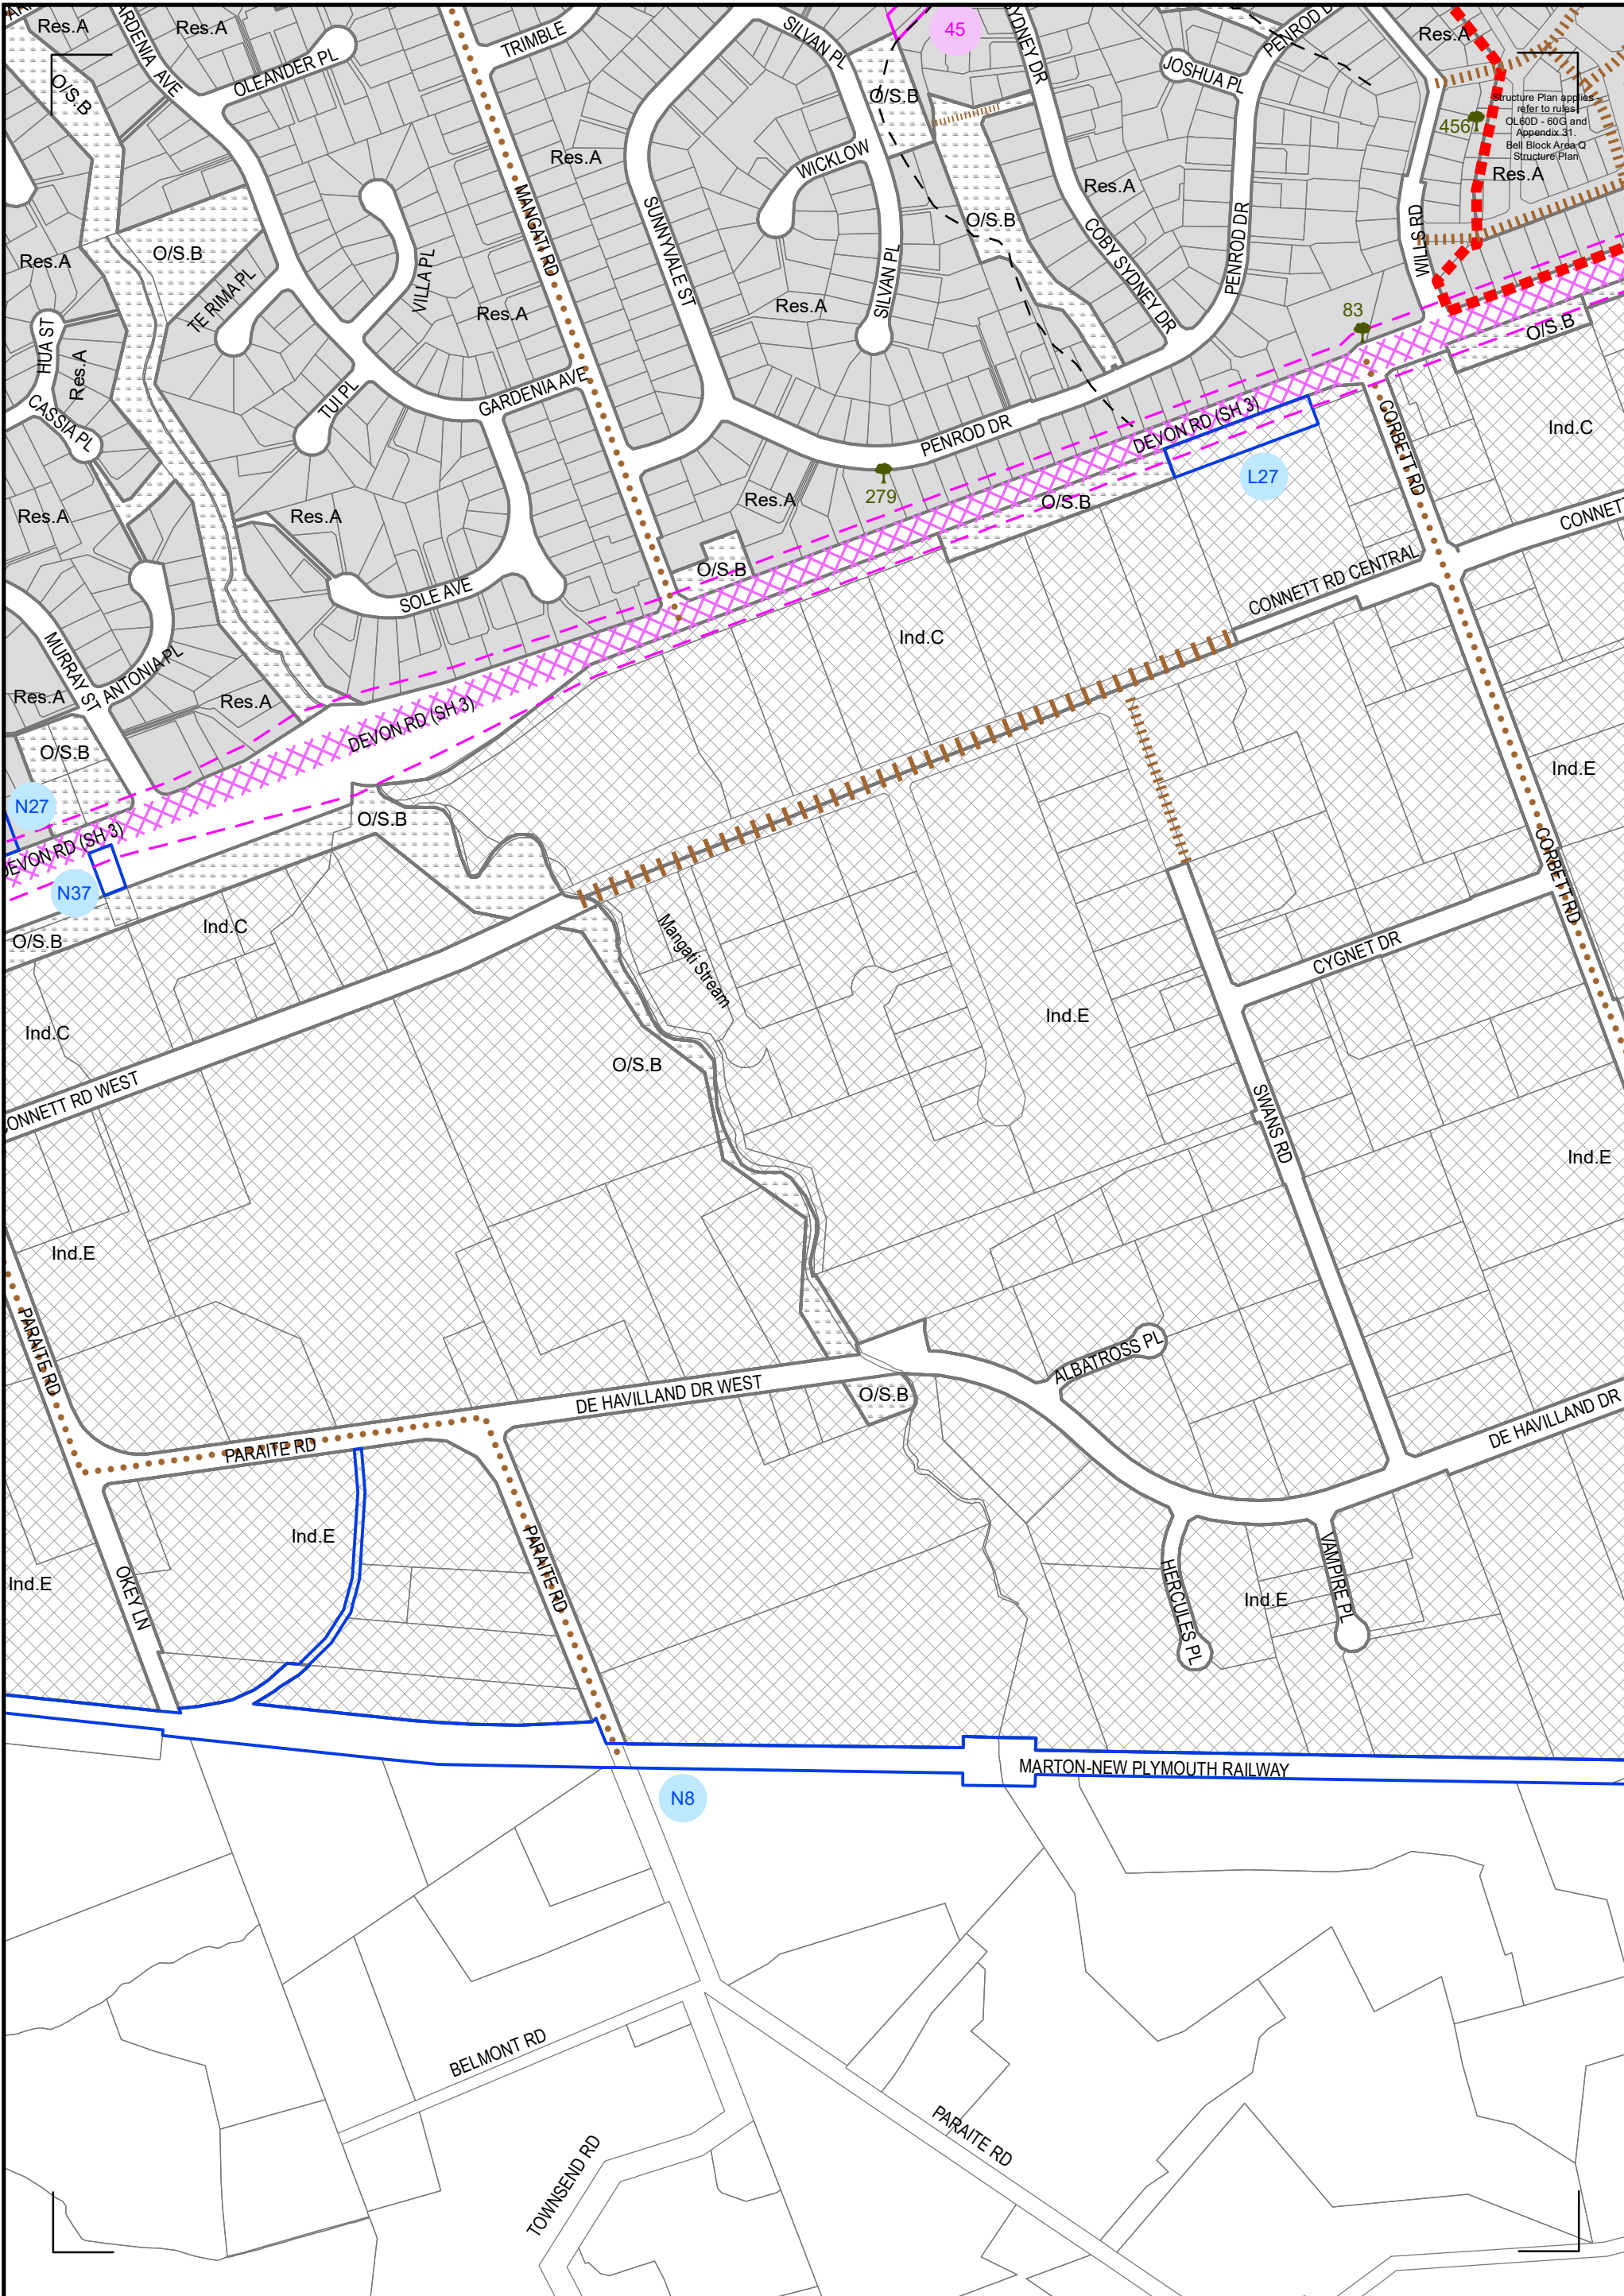 Res.A
Res.A
GARDENIA AVE
OLEANDER PL
O/S.B
TRIMBLE
SILVAN PL
45
SYDNEY DR
PENROD DR
JOSHUA PL
Res.A
Structure Plan applies
refer to rules
OL60D - 60G and
Appendix 31.
Bell Block Area Q
Structure Plan
456
Res.A
O/S.B
Res.A
WICKLOW
MANGATI RD
SUNNYVALE ST
Res.A
COBY SYDNEY DR
PENROD DR
WILLS RD
O/S.B
O/S.B
Res.A
TE RIMA PL
VILLA PL
SILVAN PL
Res.A
Res.A
83
O/S.B
HUA ST
Res.A
CASSIA PL
TUI PL
GARDENIA AVE
PENROD DR
DEVON RD (SH 3)
CORBETT RD
Ind.C
L27
279
Res.A
O/S.B
Res.A
Res.A
CONNET
O/S.B
SOLE AVE
CONNETT RD CENTRAL
Ind.C
MURRAY ST
ANTONIA PL
Res.A
Res.A
DEVON RD (SH 3)
O/S.B
Ind.E
N27
O/S.B
DEVON RD (SH 3)
N37
CORBETT RD
Ind.C
O/S.B
Mangati Stream
CYGNET DR
Ind.E
Ind.C
O/S.B
CONNETT RD WEST
SWANS RD
Ind.E
Ind.E
PARAITE RD
ALBATROSS PL
DE HAVILLAND DR WEST
O/S.B
DE HAVILLAND DR
PARAITE RD
Ind.E
PARAITE RD
Ind.E
OKEY LN
HERCULES PL
Ind.E
VAMPIRE PL
MARTON-NEW PLYMOUTH RAILWAY
N8
BELMONT RD
PARAITE RD
TOWNSEND RD